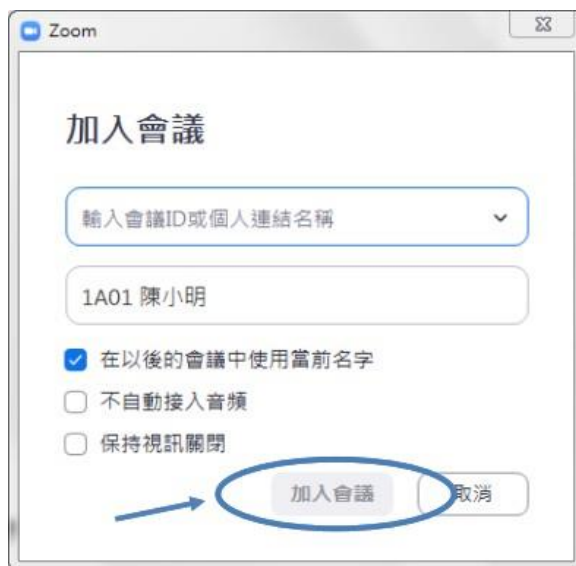 Zoom
加入會議
輸入會議ID或個人連結名稱
1A01 陳小明
在以後的會議中使用當前名字
不自動接入音頻
保持視訊關閉
加入會議 取消